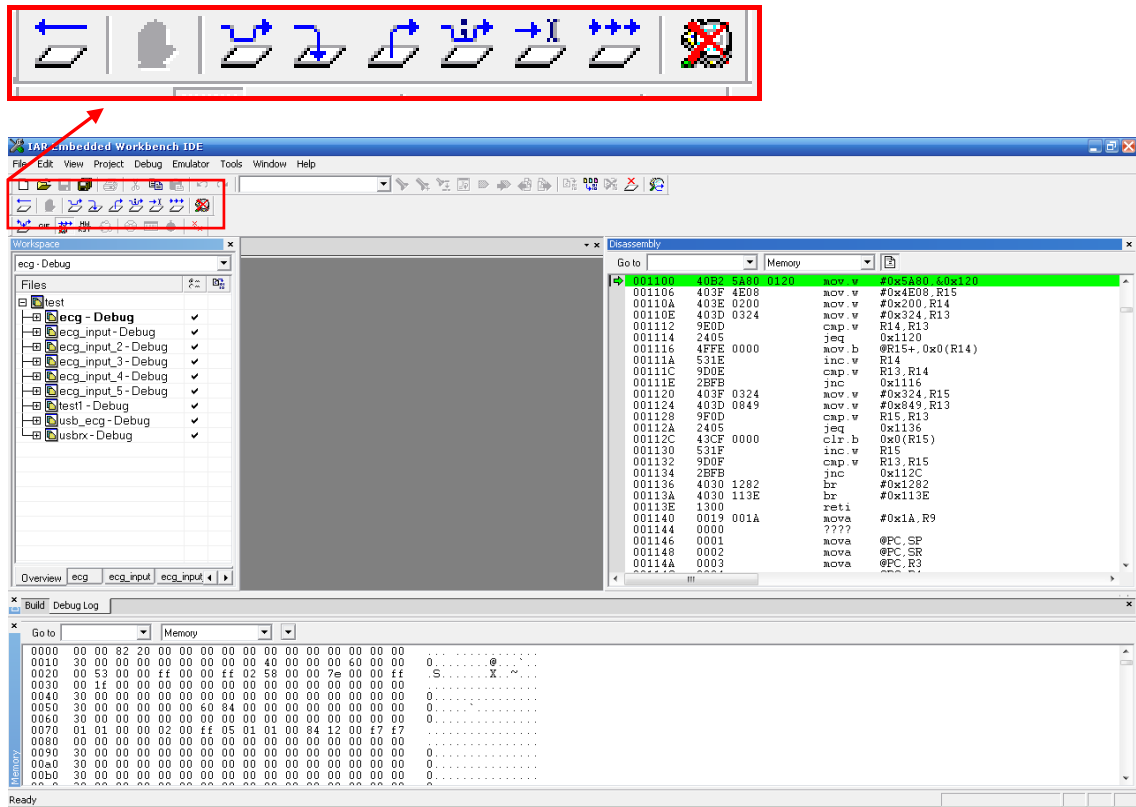 IAR Embedded Workbench IDE
File Edit View Project Debug Emulator Tools Window Help
Workspace
Disassembly
ecg - Debug
Go to Memory
Files
test
ecg - Debug
ecg_input - Debug
ecg_input_2 - Debug
ecg_input_3 - Debug
ecg_input_4 - Debug
ecg_input_5 - Debug
test1 - Debug
usb_ecg - Debug
usbrx - Debug
001100 40B2 5A80 0120 mov.w #0x5A80,&0x120
001106 403F 4E08 mov.w #0x4E08,R15
00110A 403E 0200 mov.w #0x200,R14
00110E 403D 0324 mov.w #0x324,R13
001112 9E0D cmp.w R14,R13
001114 2405 jeq 0x1120
001116 4FFE 0000 mov.b @R15+,0x0(R14)
00111A 531E inc.w R14
00111C 9D0E cmp.w R13,R14
00111E 2BFB jnc 0x1116
001120 403F 0324 mov.w #0x324,R15
001124 403D 0849 mov.w #0x849,R13
001128 9F0D cmp.w R15,R13
00112A 2405 jeq 0x1136
00112C 43CF 0000 clr.b 0x0(R15)
001130 531F inc.w R15
001132 9D0F cmp.w R13,R15
001134 2BFB jnc 0x112C
001136 4030 1282 br #0x1282
00113A 4030 113E br #0x113E
00113E 1300 reti
001140 0019 001A mova #0x1A,R9
001144 0000 ????
001146 0001 mova @PC,SP
001148 0002 mova @PC,SR
00114A 0003 mova @PC,R3
Overview ecg ecg_input ecg_input
Build Debug Log
Go to Memory
0000 00 00 82 20 00 00 00 00 00 00 00 00 00 00 00 00 ... ............
0010 30 00 00 00 00 00 00 00 00 40 00 00 00 60 00 00 0........@...`..
0020 00 53 00 00 ff 00 00 ff 02 58 00 00 7e 00 00 ff .S.......X..~...
0030 00 1f 00 00 00 00 00 00 00 00 00 00 00 00 00 00 ................
0040 30 00 00 00 00 00 00 00 00 00 00 00 00 00 00 00 0...............
0050 30 00 00 00 00 00 60 84 00 00 00 00 00 00 00 00 0.....`.........
0060 30 00 00 00 00 00 00 00 00 00 00 00 00 00 00 00 0...............
0070 01 01 00 00 02 00 ff 05 01 01 00 84 12 00 f7 f7 ................
0080 00 00 00 00 00 00 00 00 00 00 00 00 00 00 00 00 ................
0090 30 00 00 00 00 00 00 00 00 00 00 00 00 00 00 00 0...............
00a0 30 00 00 00 00 00 00 00 00 00 00 00 00 00 00 00 0...............
00b0 30 00 00 00 00 00 00 00 00 00 00 00 00 00 00 00 0...............
Memory
Ready